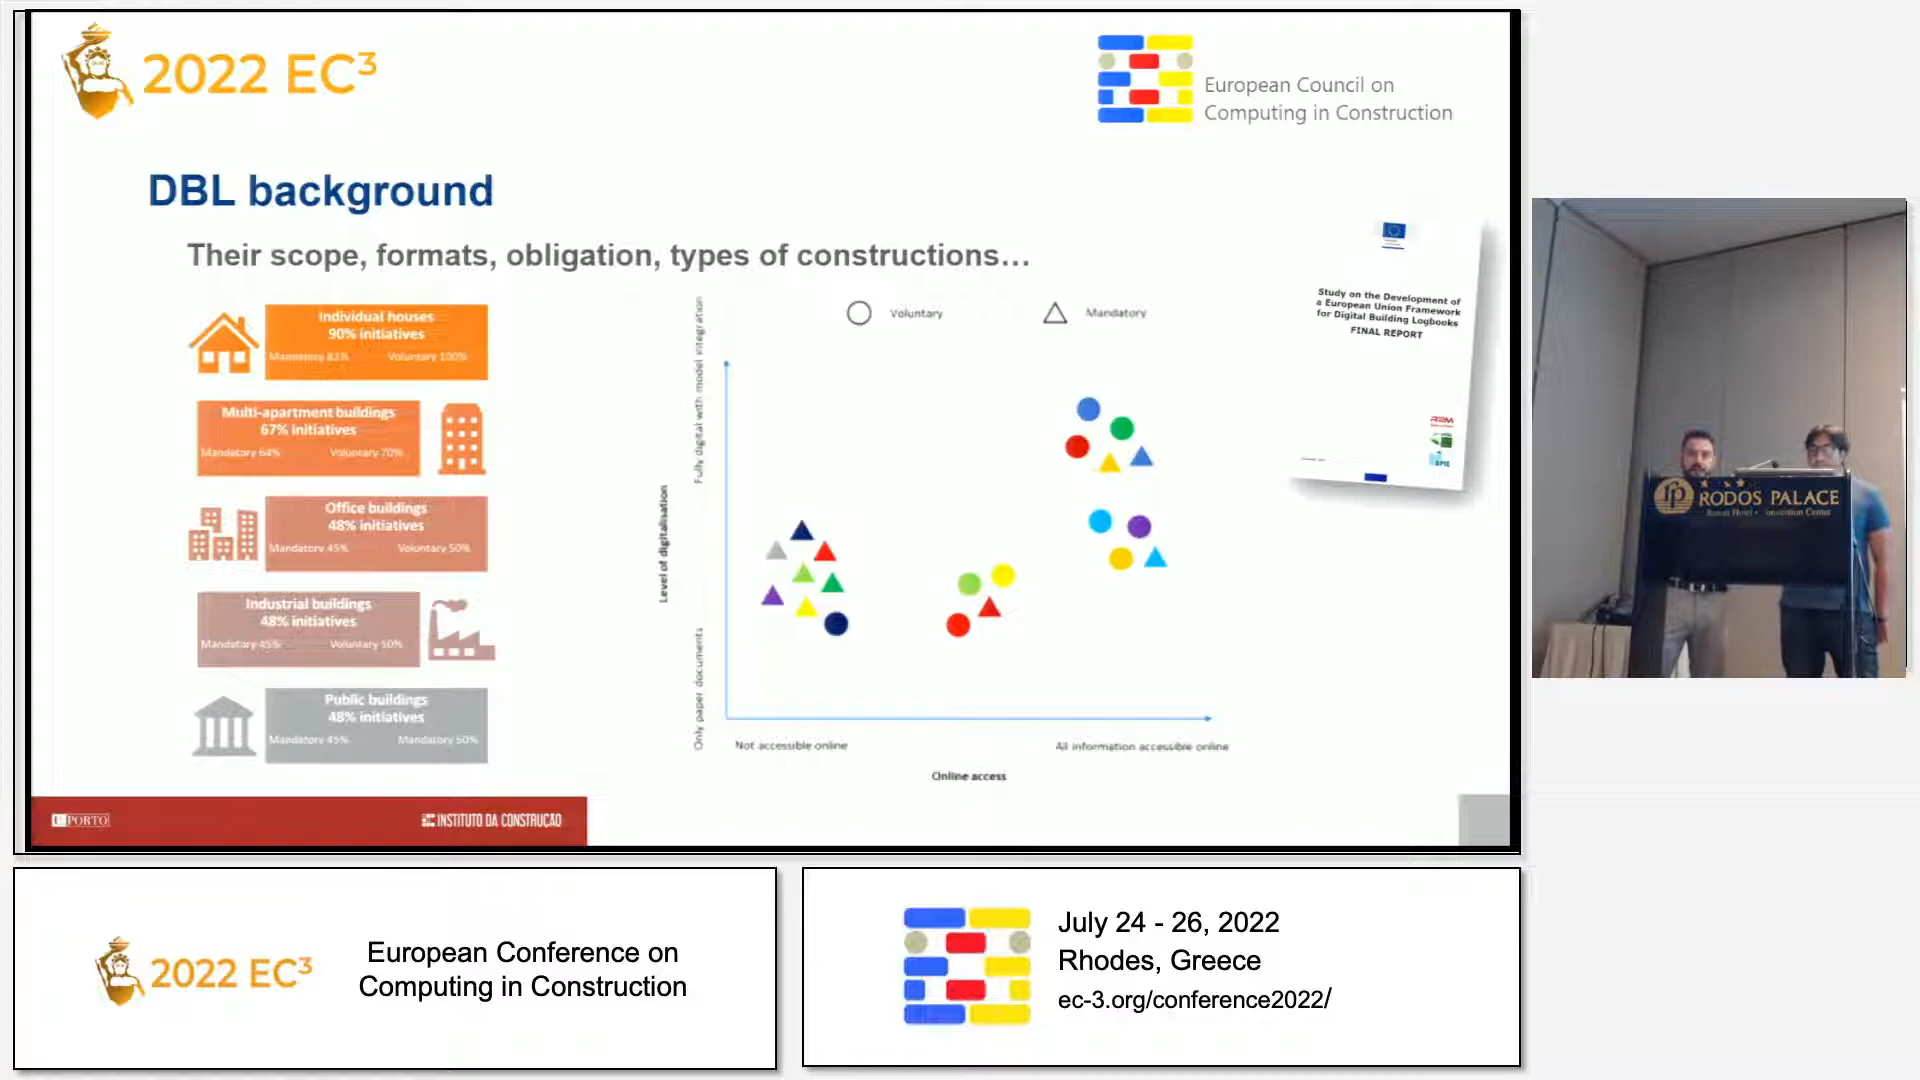 2022 EC³
European Council on
Computing in Construction
DBL background
Their scope, formats, obligation, types of constructions...
Individual houses
90% initiatives
Mandatory 82% Voluntary 100%
Multi-apartment buildings
67% initiatives
Mandatory 64% Voluntary 70%
Office buildings
48% initiatives
Mandatory 45% Voluntary 50%
Industrial buildings
48% initiatives
Mandatory 45% Voluntary 50%
Public buildings
48% initiatives
Mandatory 45% Mandatory 50%
Voluntary
Mandatory
Level of digitalisation
Fully digital with model integration
Only paper documents
Not accessible online
All information accessible online
Online access
Study on the Development of
a European Union Framework
for Digital Building Logbooks
FINAL REPORT
U.PORTO
INSTITUTO DA CONSTRUÇÃO
RODOS PALACE
2022 EC³
European Conference on
Computing in Construction
July 24 - 26, 2022
Rhodes, Greece
ec-3.org/conference2022/